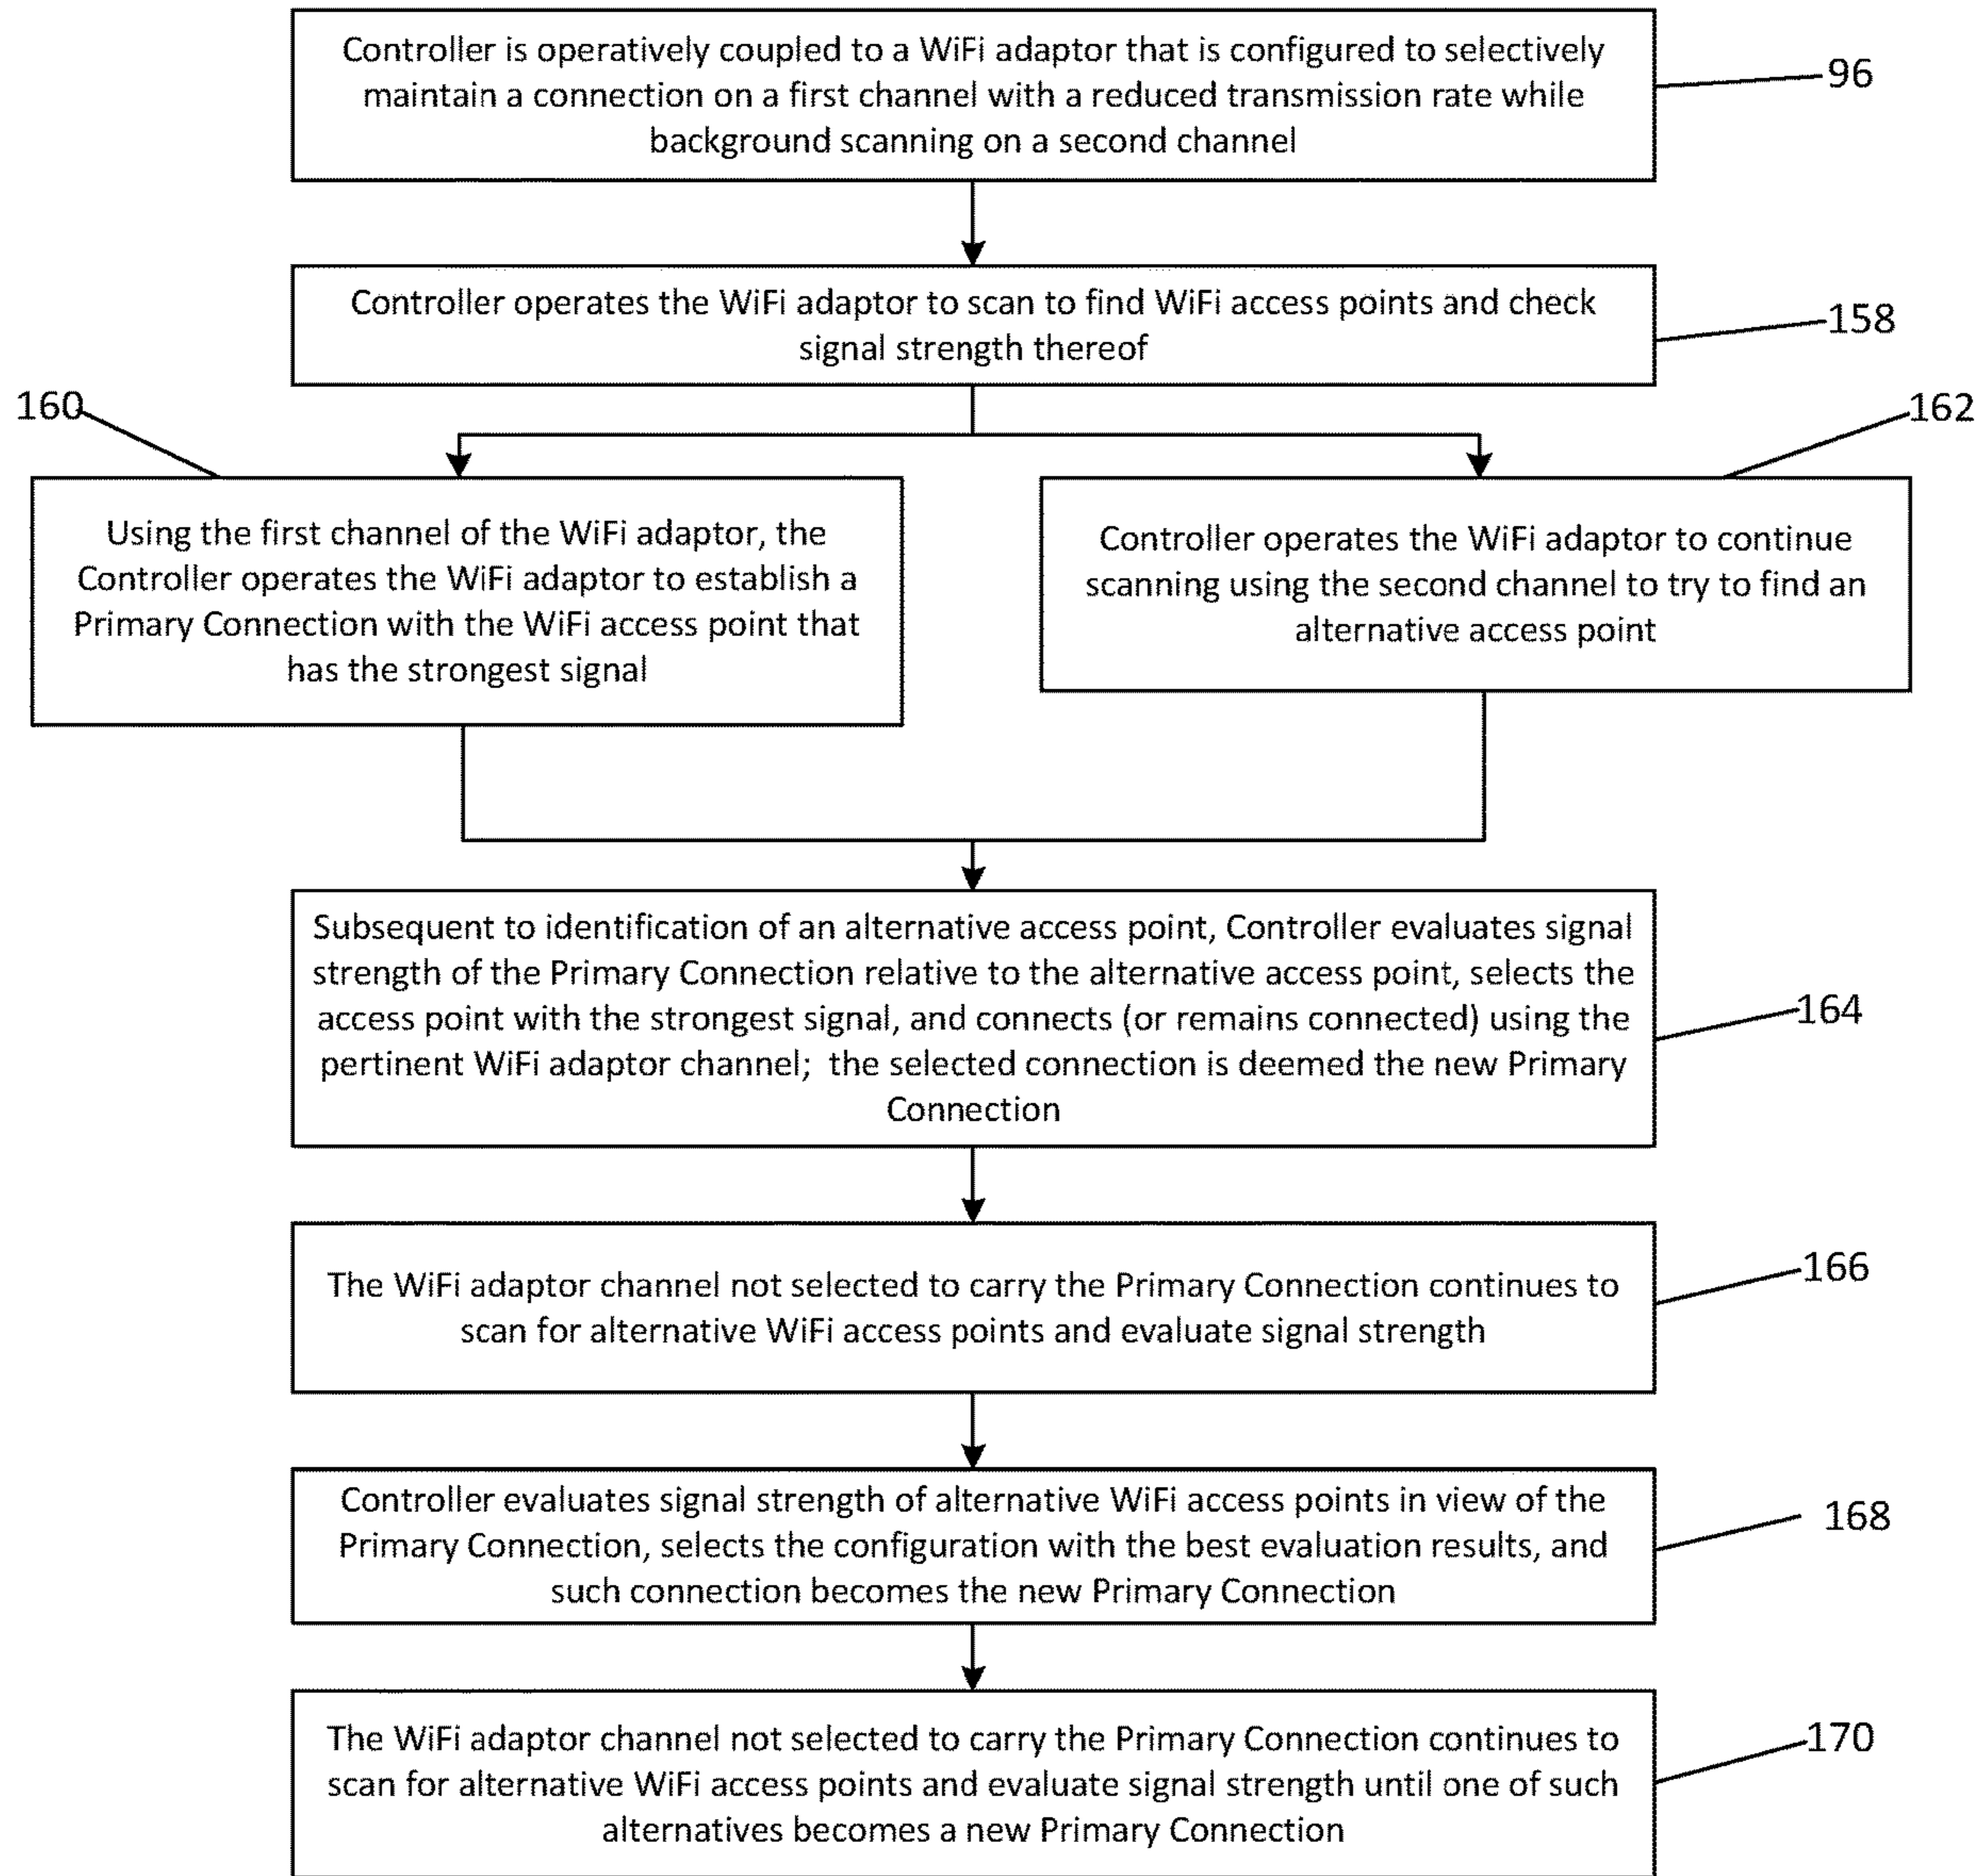 Controller is operatively coupled to a WiFi adaptor that is configured to selectively
maintain a connection on a first channel with a reduced transmission rate while
background scanning on a second channel
96
Controller operates the WiFi adaptor to scan to find WiFi access points and check
signal strength thereof
158
160
162
Using the first channel of the WiFi adaptor, the
Controller operates the WiFi adaptor to establish a
Primary Connection with the WiFi access point that
has the strongest signal
Controller operates the WiFi adaptor to continue
scanning using the second channel to try to find an
alternative access point
Subsequent to identification of an alternative access point, Controller evaluates signal
strength of the Primary Connection relative to the alternative access point, selects the
access point with the strongest signal, and connects (or remains connected) using the
pertinent WiFi adaptor channel; the selected connection is deemed the new Primary
Connection
164
The WiFi adaptor channel not selected to carry the Primary Connection continues to
scan for alternative WiFi access points and evaluate signal strength
166
Controller evaluates signal strength of alternative WiFi access points in view of the
Primary Connection, selects the configuration with the best evaluation results, and
such connection becomes the new Primary Connection
168
The WiFi adaptor channel not selected to carry the Primary Connection continues to
scan for alternative WiFi access points and evaluate signal strength until one of such
alternatives becomes a new Primary Connection
170